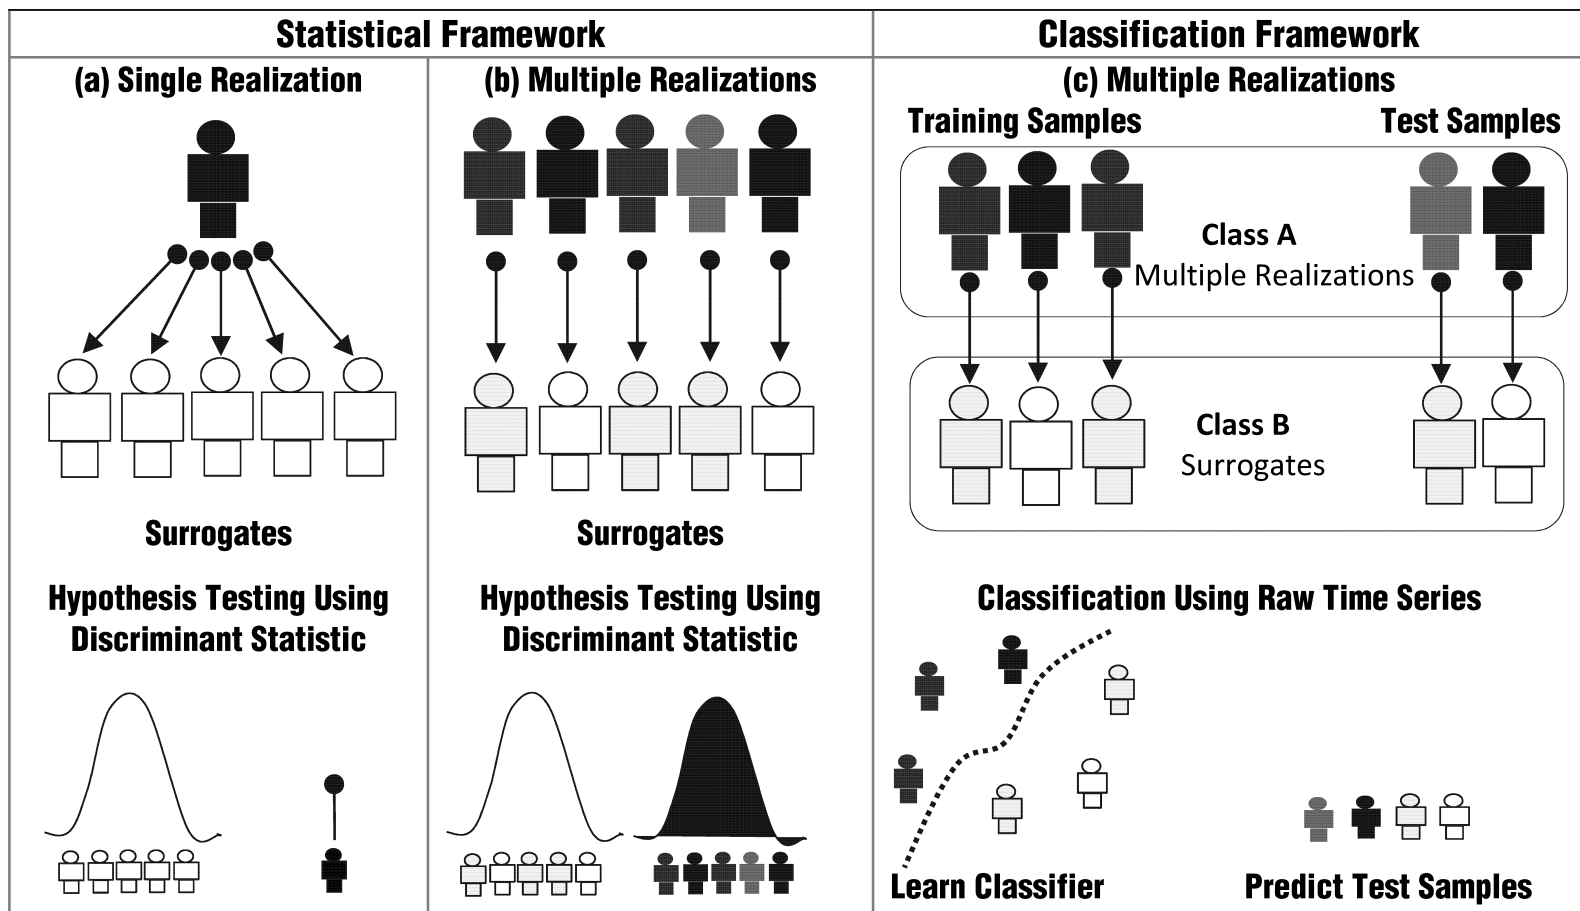 Statistical Framework
Classification Framework
(a) Single Realization
(b) Multiple Realizations
(c) Multiple Realizations
Training Samples
Test Samples
Class A
Multiple Realizations
Class B
Surrogates
Surrogates
Surrogates
Hypothesis Testing Using
Discriminant Statistic
Hypothesis Testing Using
Discriminant Statistic
Classification Using Raw Time Series
Learn Classifier
Predict Test Samples